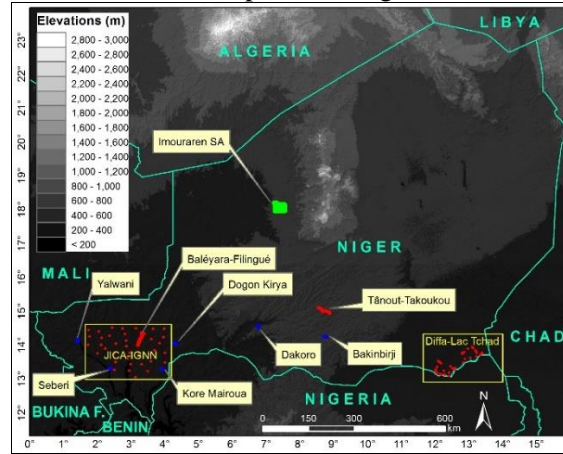 Elevations (m)
2,800 - 3,000
2,600 - 2,800
2,400 - 2,600
2,200 - 2,400
2,000 - 2,200
1,800 - 2,000
1,600 - 1,800
1,400 - 1,600
1,200 - 1,400
1,000 - 1,200
800 - 1,000
600 - 800
400 - 600
200 - 400
< 200
23°
22°
21°
20°
19°
18°
17°
16°
15°
14°
13°
12°
LIBYA
ALGERIA
Imouraren SA
NIGER
MALI
Baléyara-Filingué
Yalwani
Dogon Kirya
Tânout-Takoukou
JICA-IGNN
Dakoro
Bakinbirji
Diffa-Lac Tchad
CHAD
Seberi
Kore Mairoua
BUKINA F.
BENIN
NIGERIA
0 150 300 600
km
N
0° 1° 2° 3° 4° 5° 6° 7° 8° 9° 10° 11° 12° 13° 14° 15°